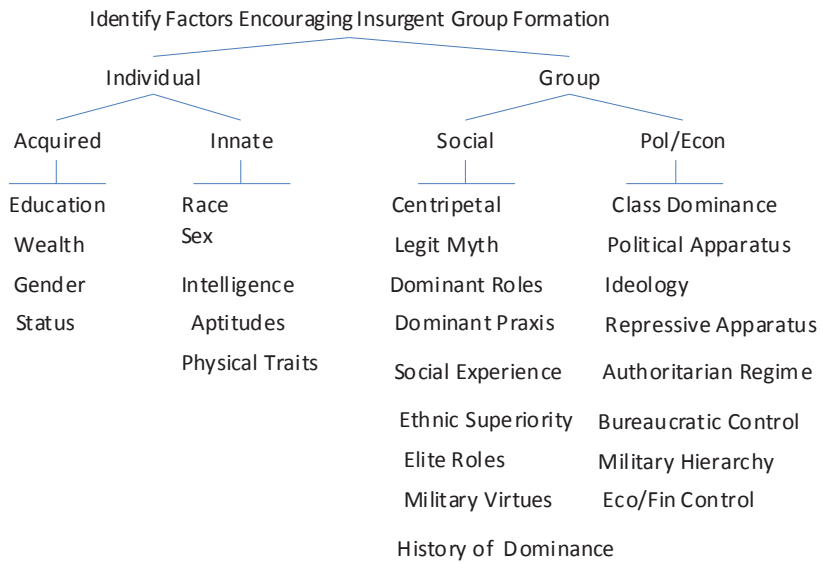 Identify Factors Encouraging Insurgent Group Formation
Individual
Group
Acquired
Innate
Social
Pol/Econ
Education
Wealth
Gender
Status
Race
Sex
Intelligence
Aptitudes
Physical Traits
Centripetal
Legit Myth
Dominant Roles
Dominant Praxis
Social Experience
Ethnic Superiority
Elite Roles
Military Virtues
History of Dominance
Class Dominance
Political Apparatus
Ideology
Repressive Apparatus
Authoritarian Regime
Bureaucratic Control
Military Hierarchy
Eco/Fin Control